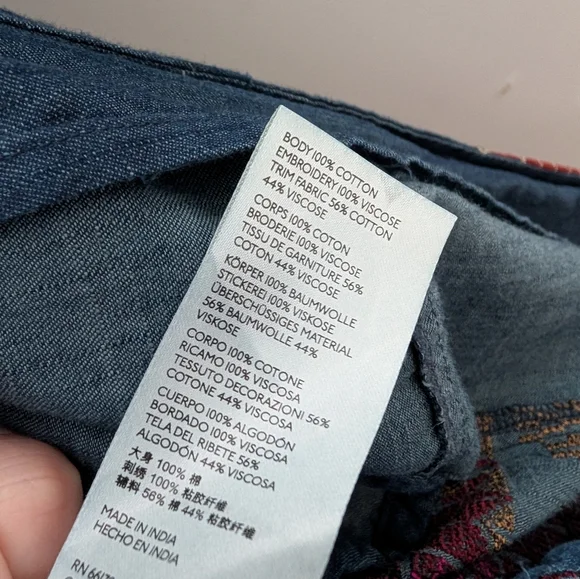 BODY 100% COTTON
EMBROIDERY 100% VISCOSE
TRIM FABRIC 56% COTTON
44% VISCOSE
CORPS 100% COTON
BRODERIE 100% VISCOSE
TISSU DE GARNITURE 56%
COTON 44% VISCOSE
KÖRPER 100% BAUMWOLLE
STICKEREI 100% VISKOSE
ÜBERSCHÜSSIGES MATERIAL
56% BAUMWOLLE 44%
VISKOSE
CORPO 100% COTONE
RICAMO 100% VISCOSA
TESSUTO DECORAZIONI 56%
COTONE 44% VISCOSA
CUERPO 100% ALGODÓN
BORDADO 100% VISCOSA
TELA DEL RIBETE 56%
ALGODÓN 44% VISCOSA
大身 100% 棉
刺绣 100% 粘胶纤维
辅料 56% 棉 44% 粘胶纤维
MADE IN INDIA
HECHO EN INDIA
RN